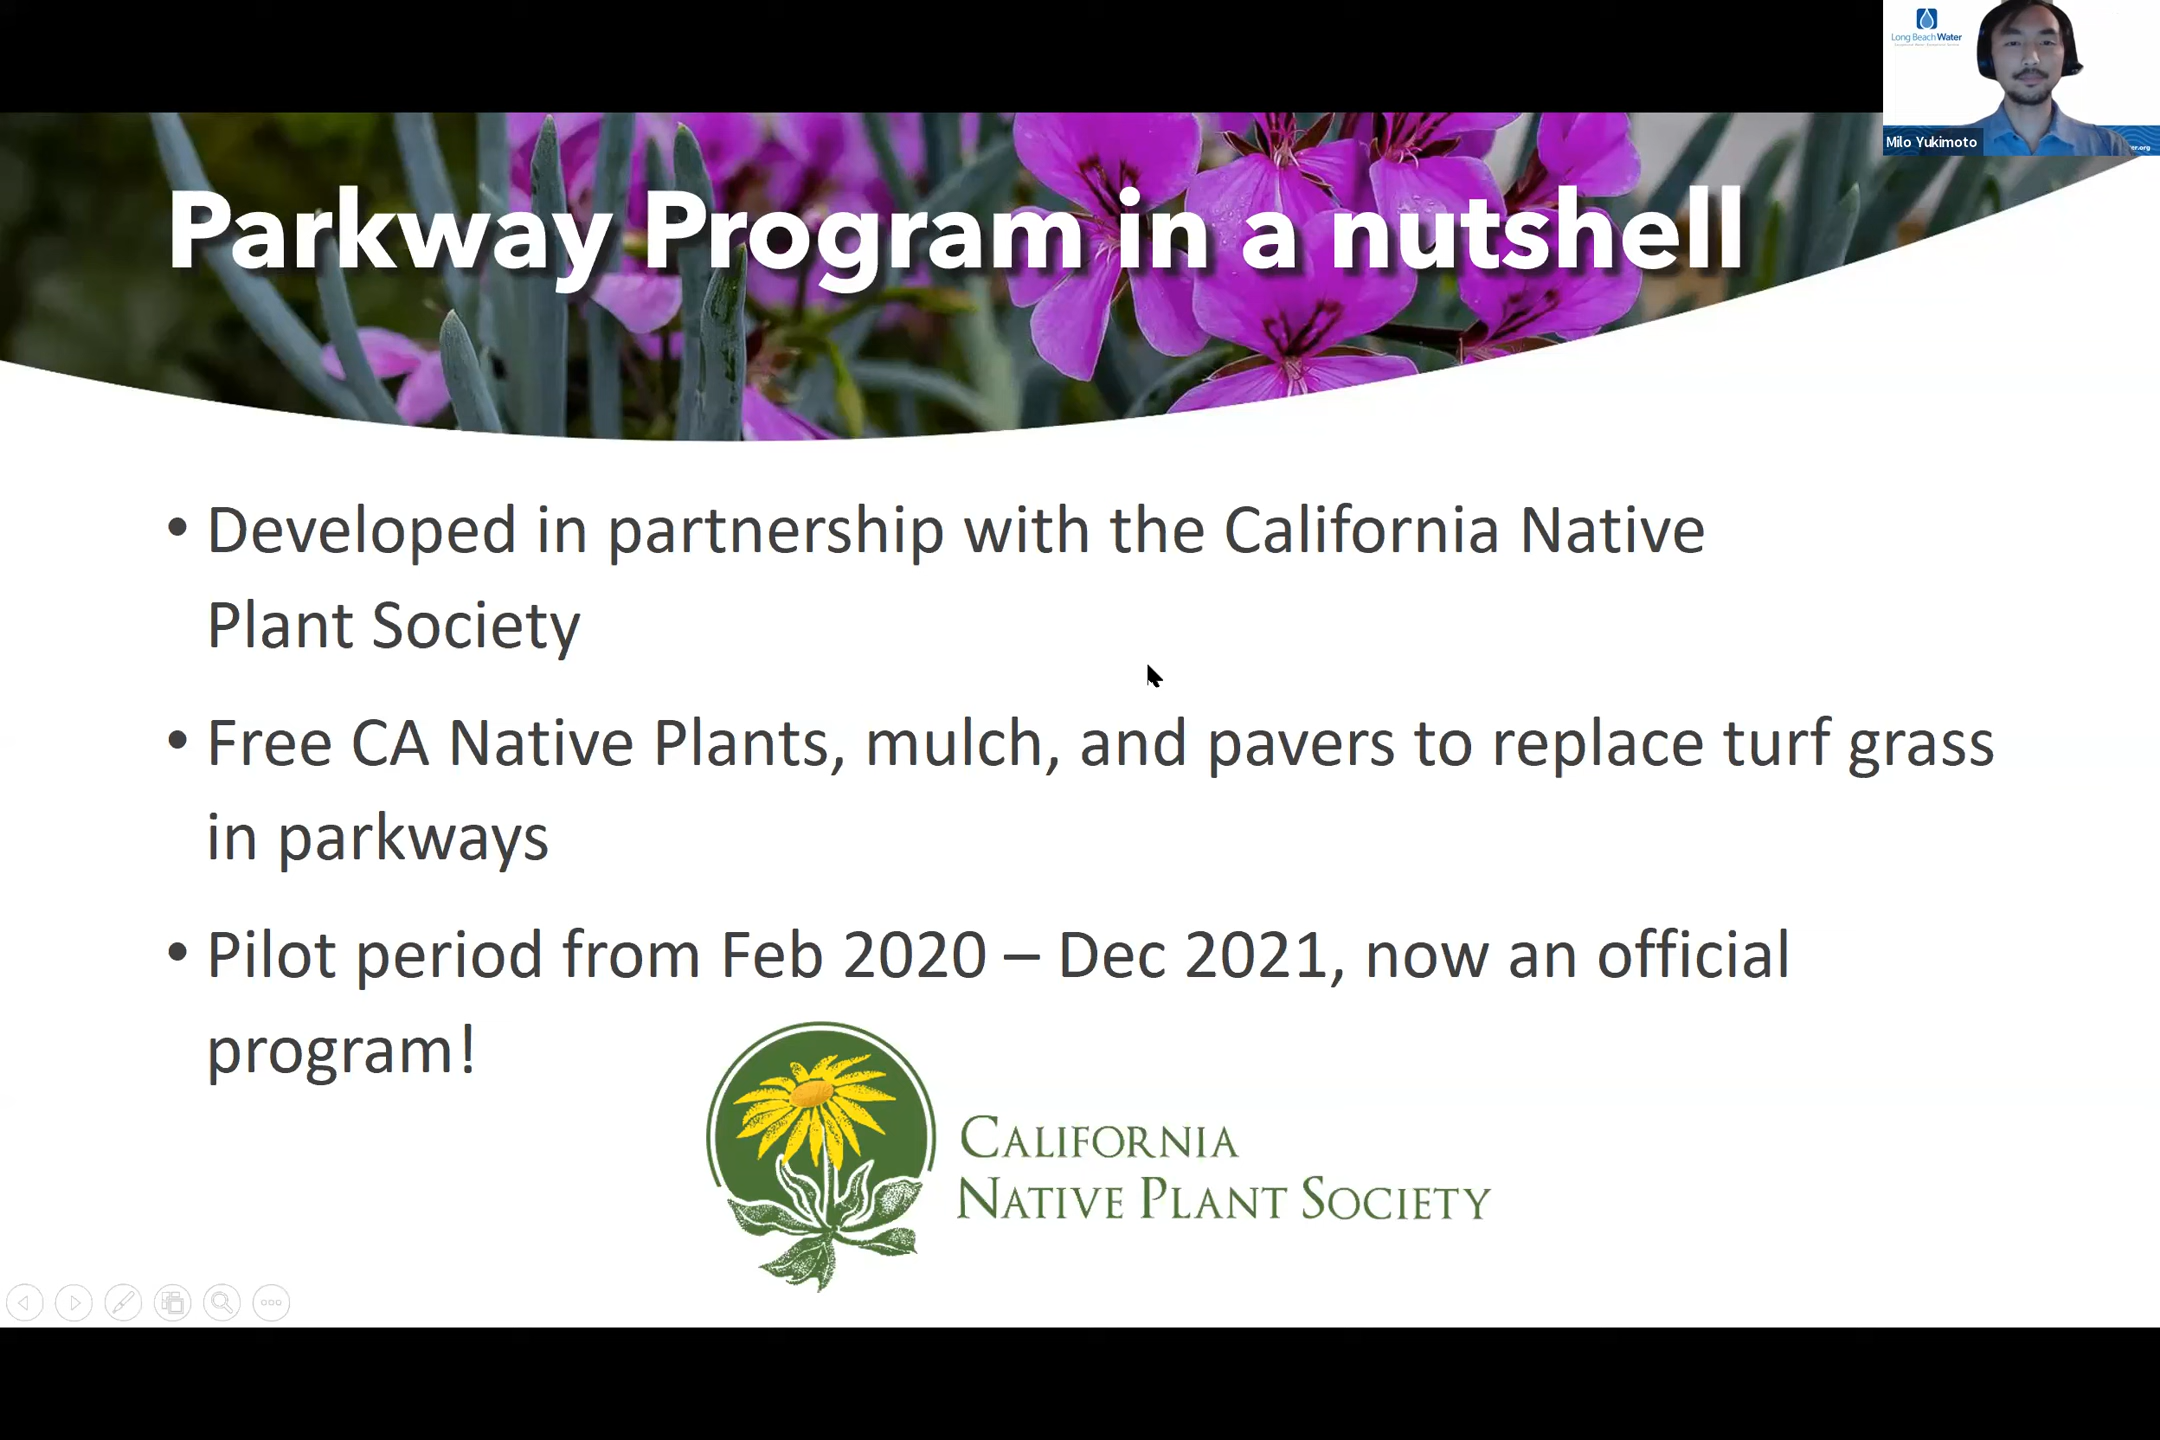 Long Beach Water
Milo Yukimoto
Parkway Program in a nutshell
• Developed in partnership with the California Native
Plant Society
• Free CA Native Plants, mulch, and pavers to replace turf grass
in parkways
• Pilot period from Feb 2020 – Dec 2021, now an official
program!
CALIFORNIA
NATIVE PLANT SOCIETY